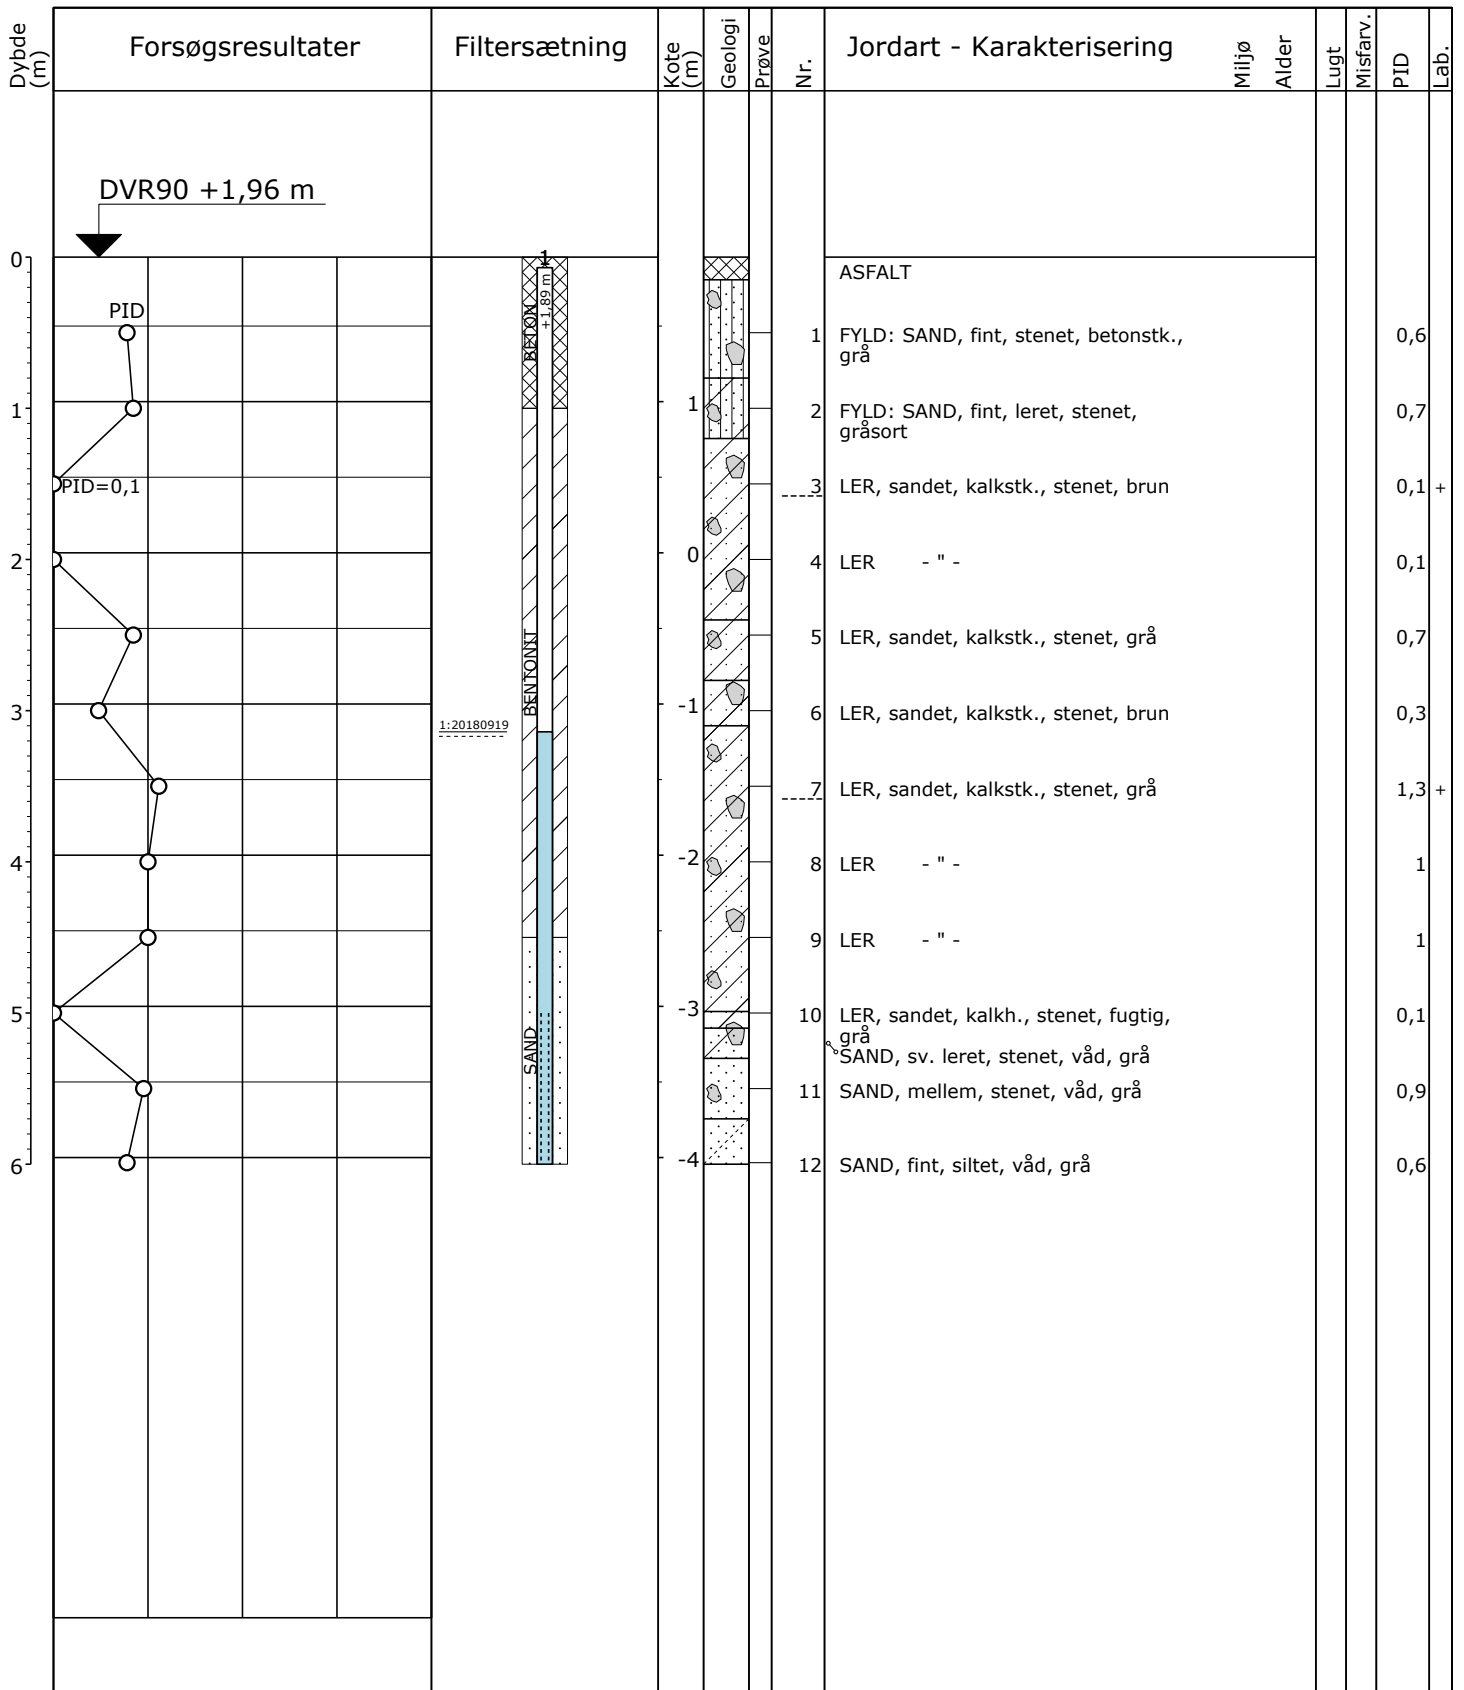 Dybde (m)
Forsøgsresultater
Filtersætning
Kote (m)
Geologi
Prøve
Nr.
Jordart - Karakterisering
Miljø
Alder
Lugt
Misfarv.
PID
Lab.
DVR90 +1,96 m
0
1
ASFALT
+1,89 m
BETON
PID
1 FYLD: SAND, fint, stenet, betonstk., 0,6
grå
1
1
2 FYLD: SAND, fint, leret, stenet, 0,7
gråsort
PID=0,1
3 LER, sandet, kalkstk., stenet, brun 0,1 +
2
0
4 LER - " - 0,1
BENTONIT
5 LER, sandet, kalkstk., stenet, grå 0,7
3
-1
6 LER, sandet, kalkstk., stenet, brun 0,3
1:20180919
7 LER, sandet, kalkstk., stenet, grå 1,3 +
4
-2
8 LER - " - 1
9 LER - " - 1
5
-3
10 LER, sandet, kalkh., stenet, fugtig, 0,1
grå
SAND
SAND, sv. leret, stenet, våd, grå
11 SAND, mellem, stenet, våd, grå 0,9
6
-4
12 SAND, fint, siltet, våd, grå 0,6